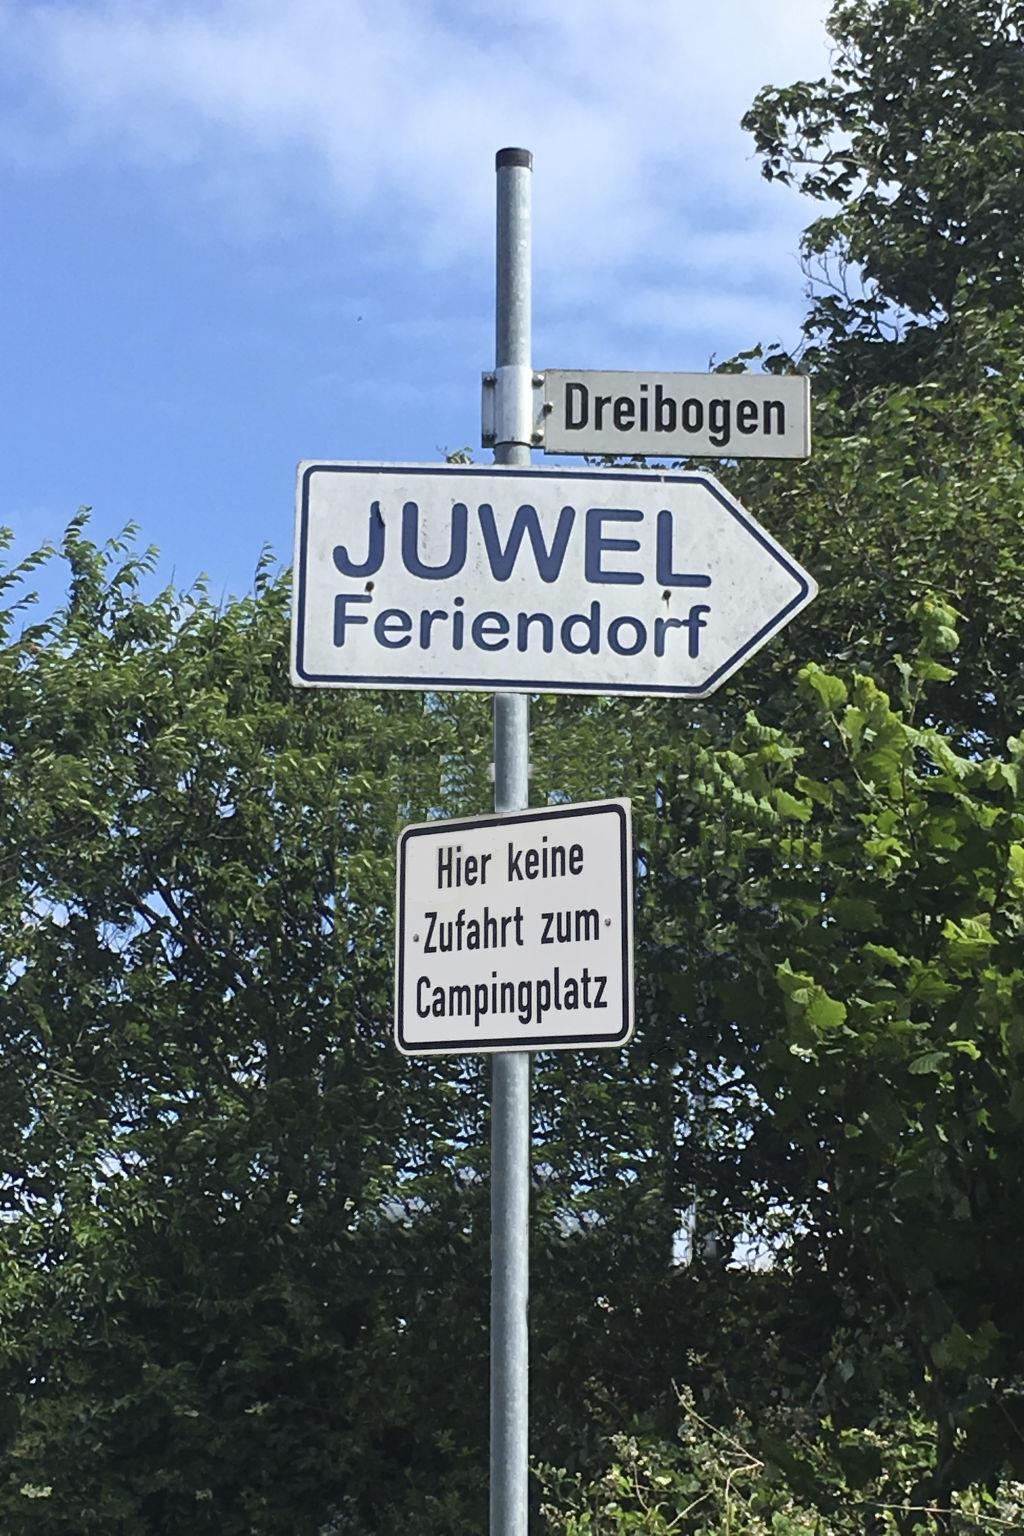 Dreibogen
JUWEL
Feriendorf
Hier keine
Zufahrt zum
Campingplatz